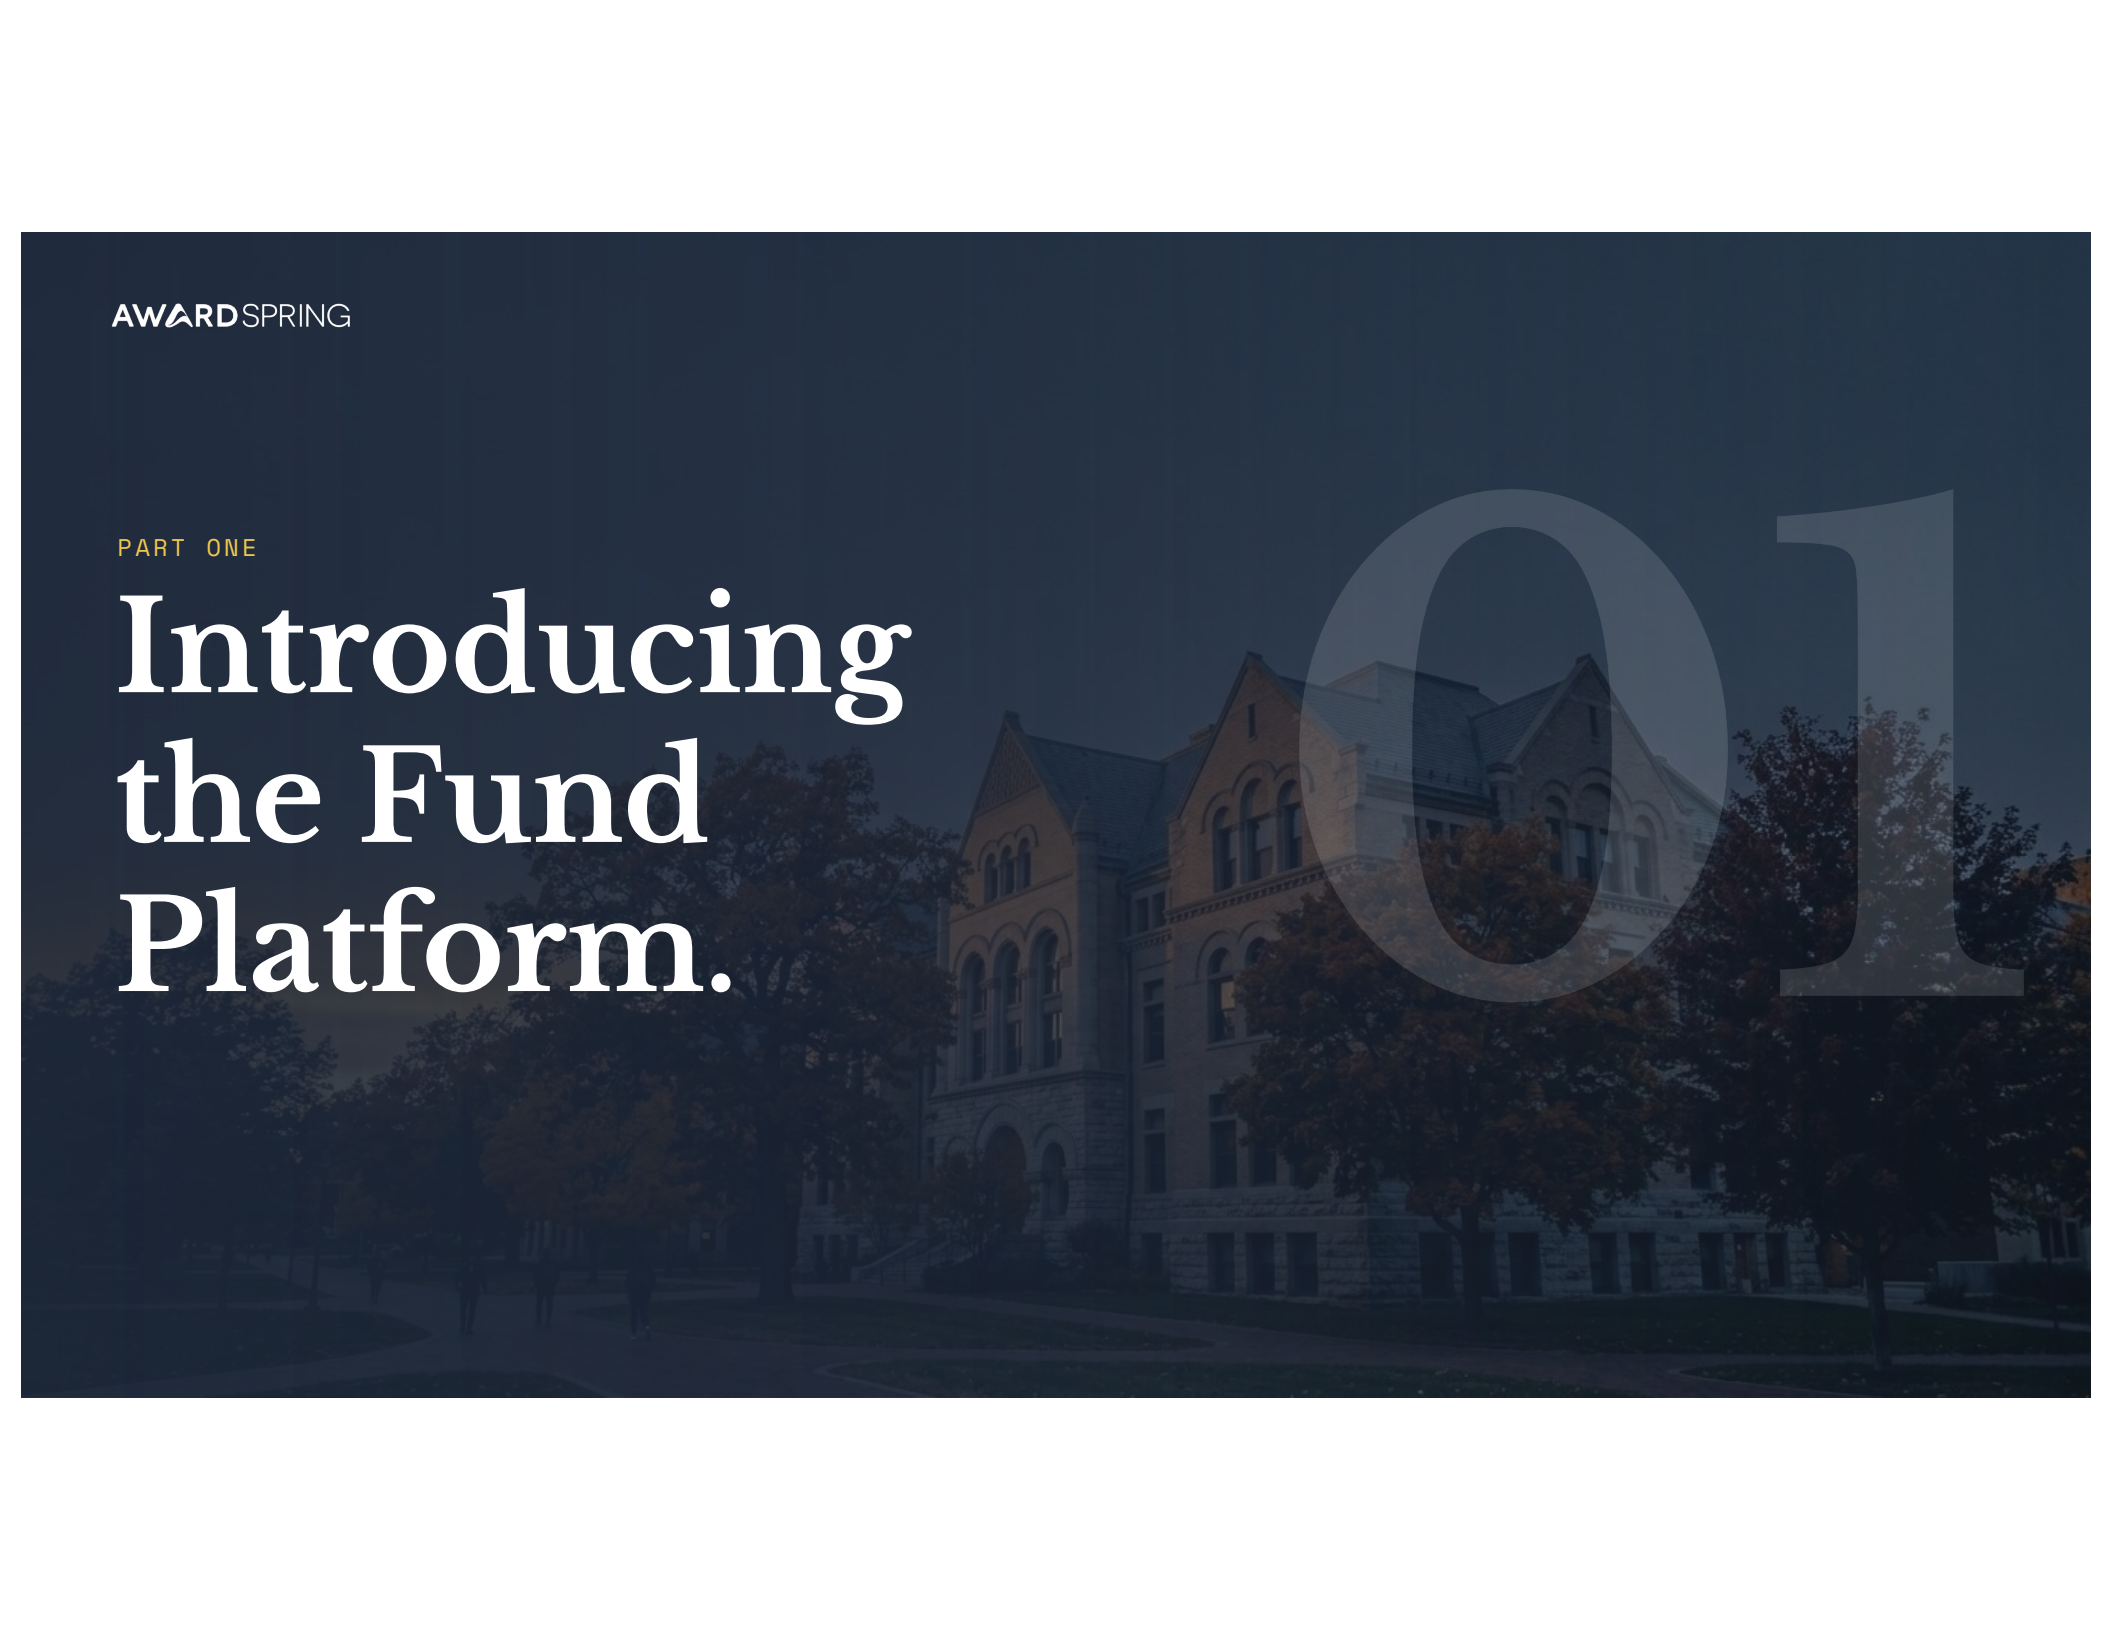 AWARDSPRING
PART ONE
Introducing
the Fund
Platform.
01